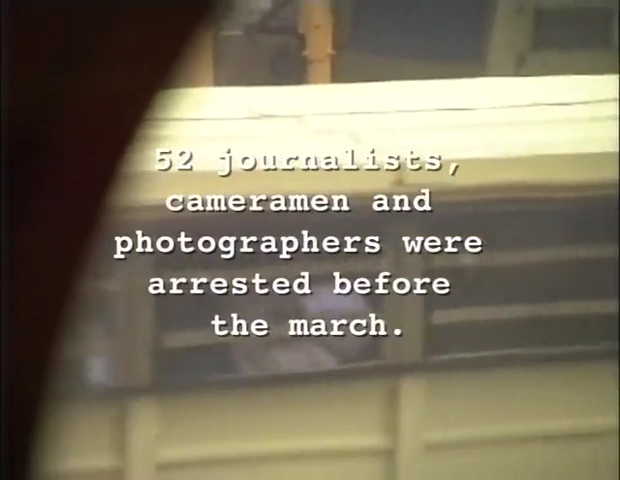 52 journalists,
cameramen and
photographers were
arrested before
the march.